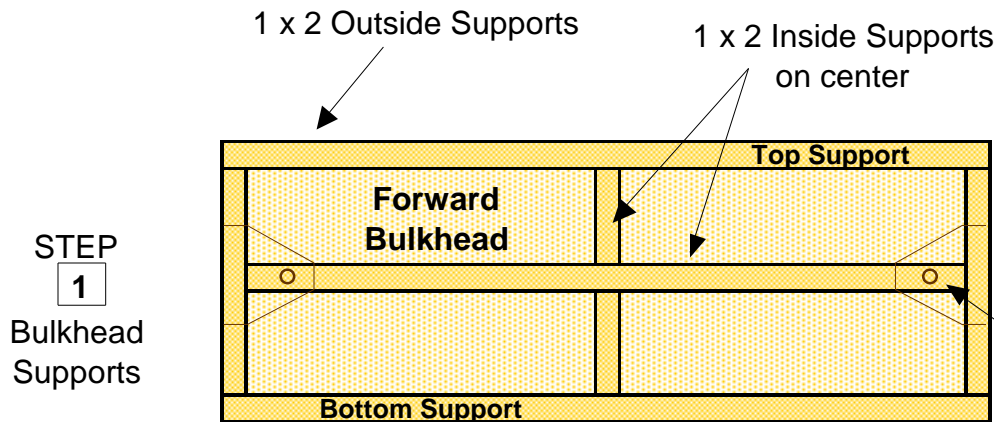 1 x 2 Outside Supports
1 x 2 Inside Supports
on center
Top Support
Forward
Bulkhead
STEP
1
Bulkhead
Supports
Bottom Support